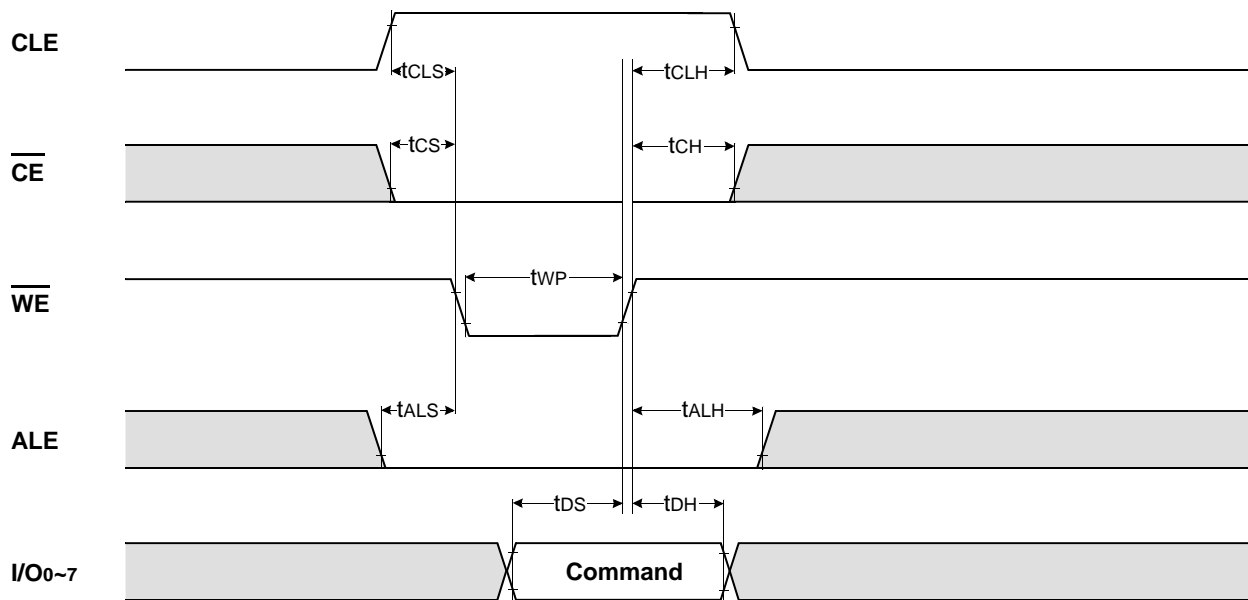 CLE
tCLS
tCLH
CE
tCS
tCH
WE
tWP
ALE
tALS
tALH
tDS
tDH
I/O0~7
Command